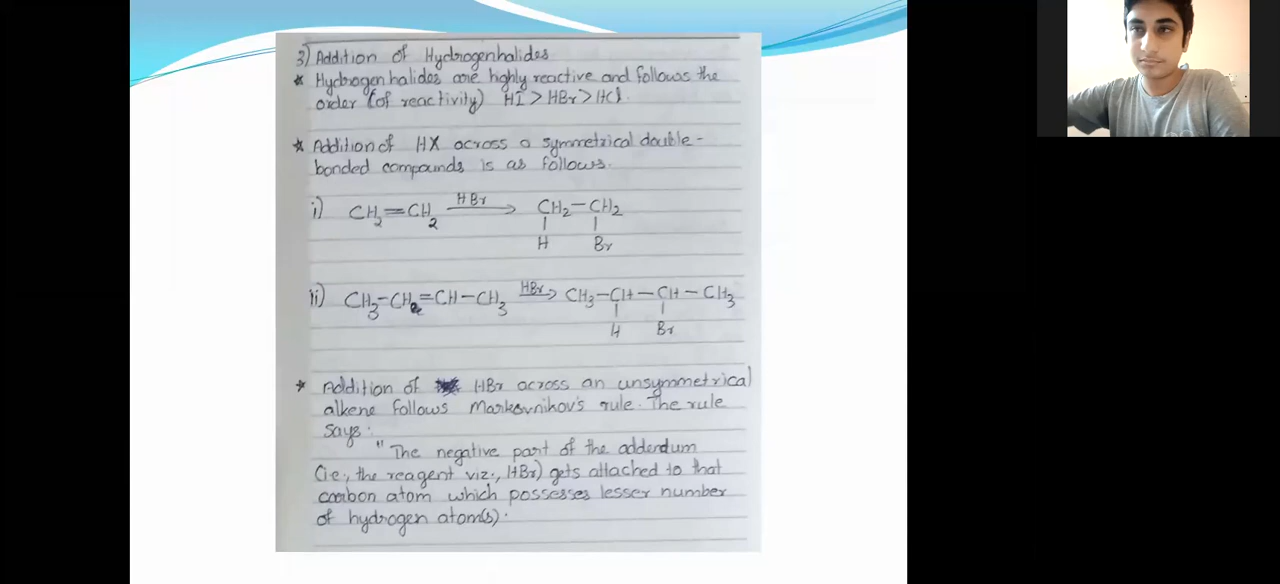 3) Addition of Hydrogenhalides
* Hydrogen halides are highly reactive and follows the
order (of reactivity) HI > HBr > HCl.
* Addition of HX across a symmetrical double-
bonded compounds is as follows.
i) CH2=CH2 HBr→ CH2-CH2
H Br
ii) CH3-CH=CH-CH3 HBr→ CH3-CH-CH-CH3
H Br
* Addition of HBr across an unsymmetrical
alkene follows Markovnihov's rule. The rule
says:
"The negative part of the addendum
(i.e., the reagent viz., HBr) gets attached to that
carbon atom which possesses lesser number
of hydrogen atom(s).